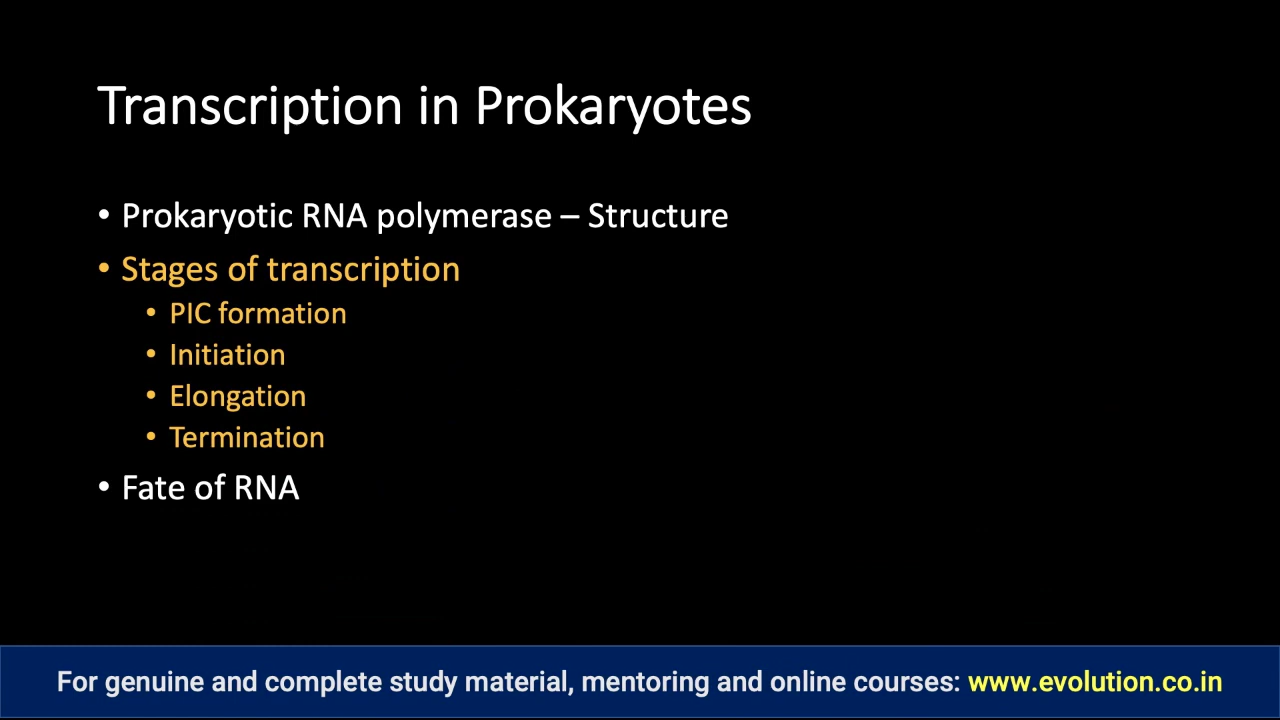 Transcription in Prokaryotes
• Prokaryotic RNA polymerase – Structure
• Stages of transcription
• PIC formation
• Initiation
• Elongation
• Termination
• Fate of RNA
For genuine and complete study material, mentoring and online courses: www.evolution.co.in